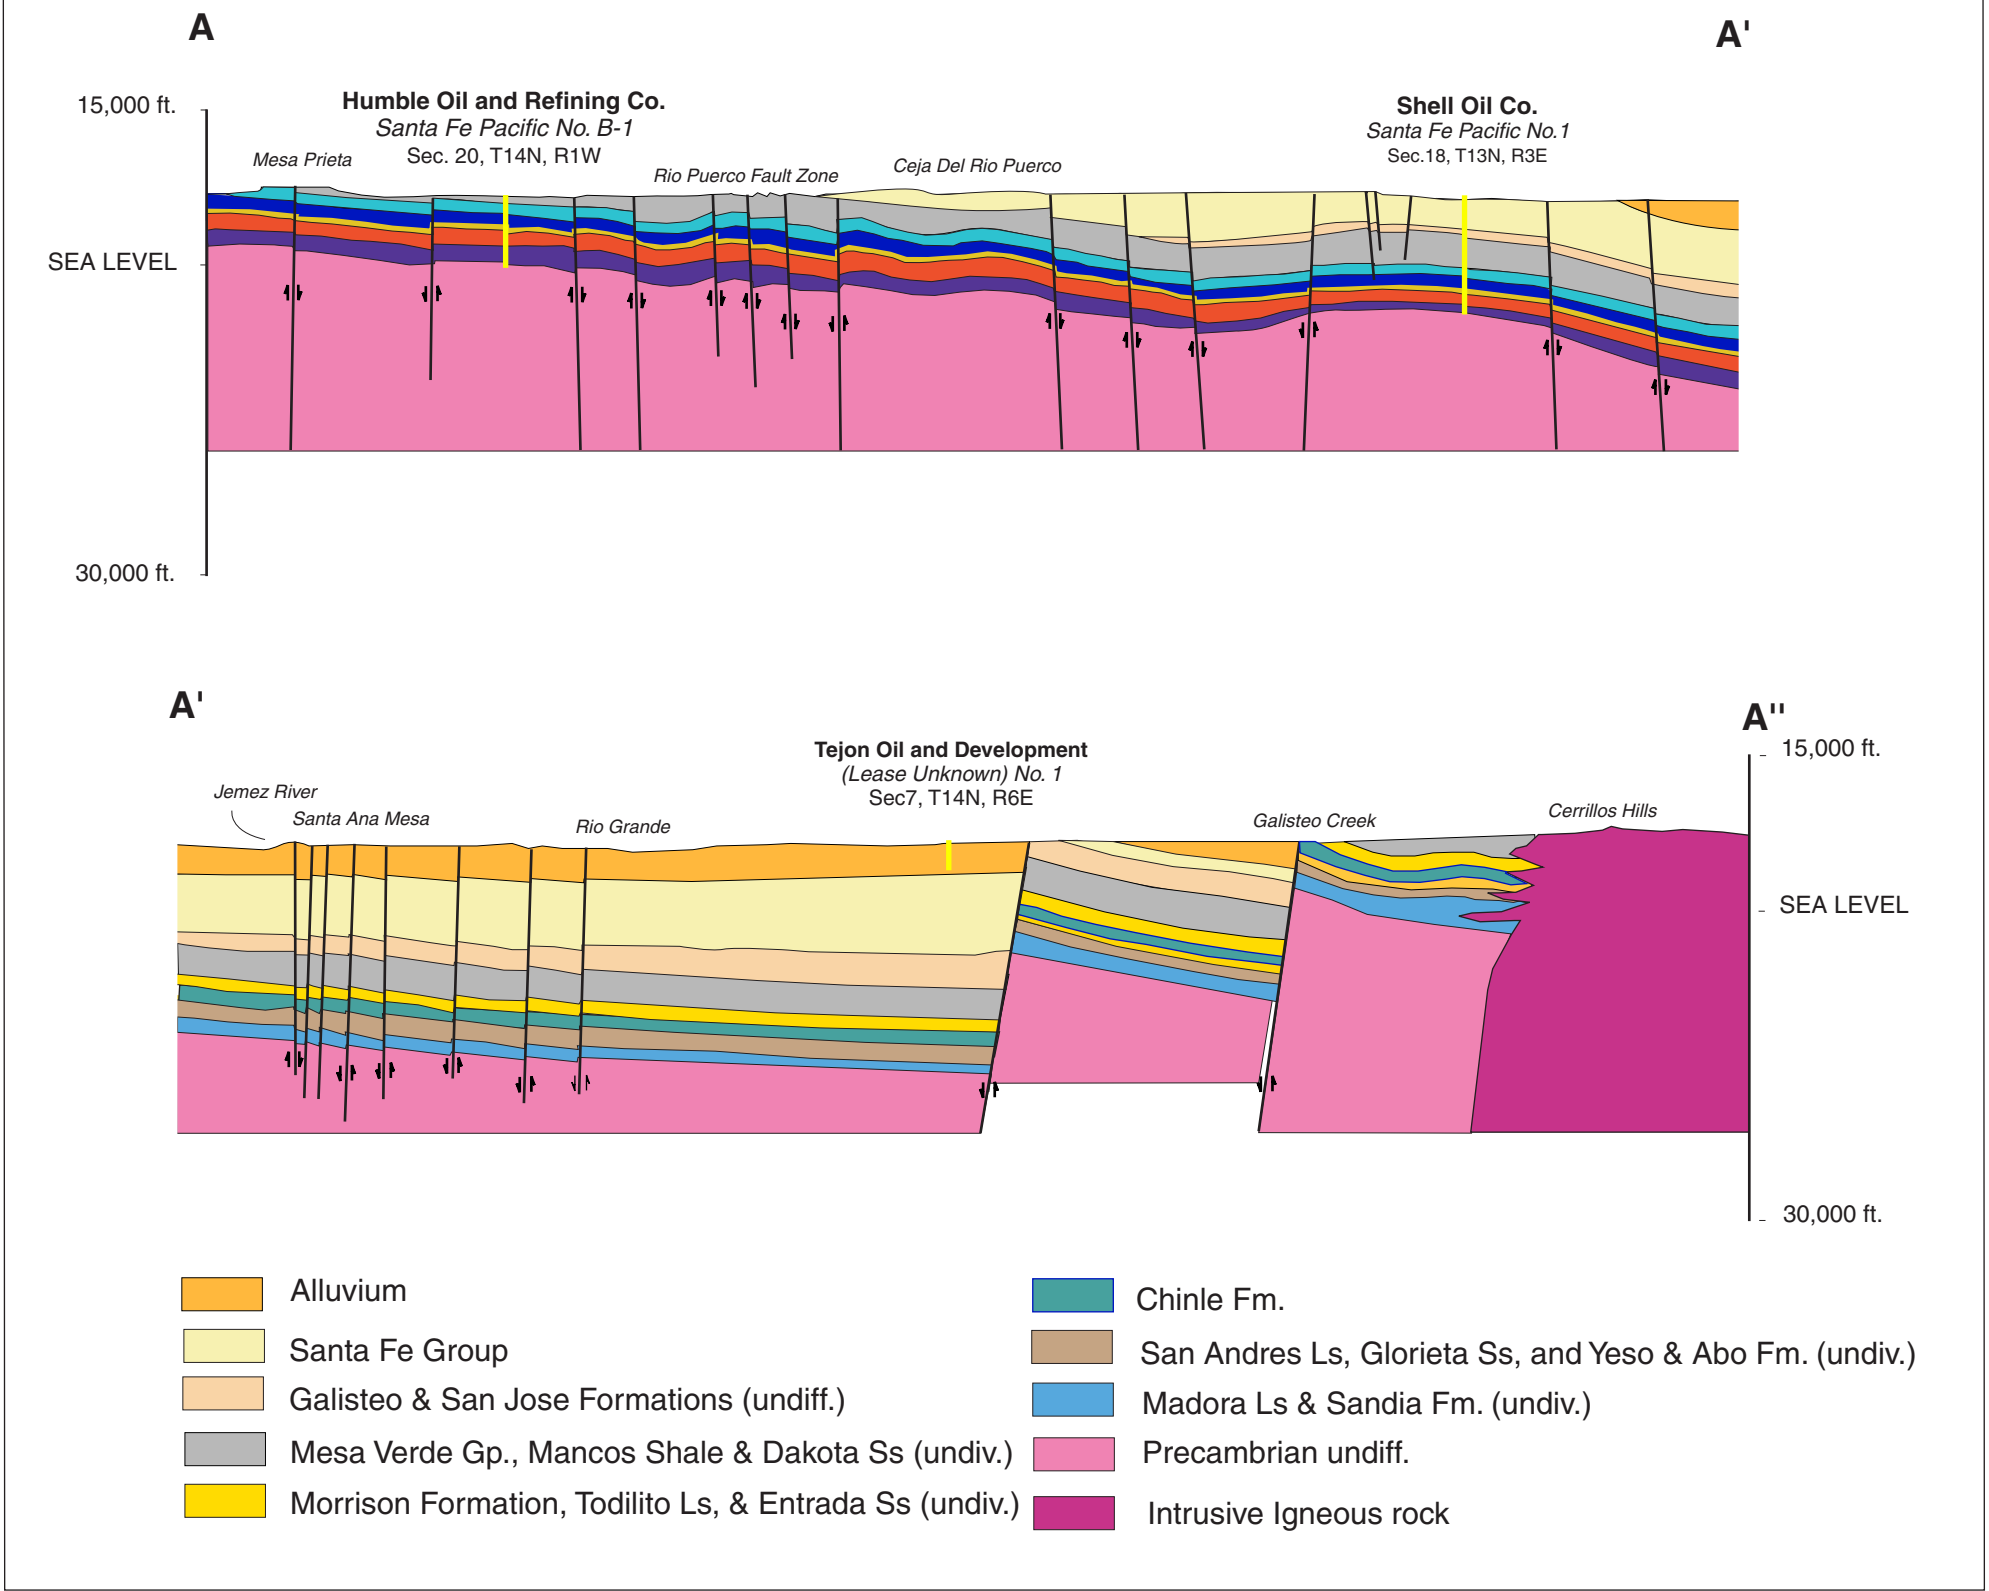 A
A'
15,000 ft.
Humble Oil and Refining Co.
Santa Fe Pacific No. B-1
Sec. 20, T14N, R1W
Shell Oil Co.
Santa Fe Pacific No.1
Sec.18, T13N, R3E
Mesa Prieta
Rio Puerco Fault Zone
Ceja Del Rio Puerco
SEA LEVEL
30,000 ft.
A'
A''
Tejon Oil and Development
(Lease Unknown) No. 1
Sec7, T14N, R6E
15,000 ft.
Jemez River
Santa Ana Mesa
Rio Grande
Galisteo Creek
Cerrillos Hills
SEA LEVEL
30,000 ft.
Alluvium
Santa Fe Group
Galisteo & San Jose Formations (undiff.)
Mesa Verde Gp., Mancos Shale & Dakota Ss (undiv.)
Morrison Formation, Todilito Ls, & Entrada Ss (undiv.)
Chinle Fm.
San Andres Ls, Glorieta Ss, and Yeso & Abo Fm. (undiv.)
Madora Ls & Sandia Fm. (undiv.)
Precambrian undiff.
Intrusive Igneous rock